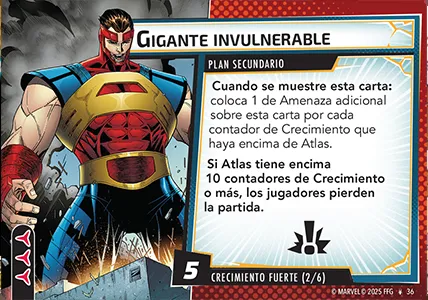 GIGANTE INVULNERABLE
PLAN SECUNDARIO
Cuando se muestre esta carta:
coloca 1 de Amenaza adicional
sobre esta carta por cada
contador de Crecimiento que
haya encima de Atlas.
Si Atlas tiene encima
10 contadores de Crecimiento
o más, los jugadores pierden
la partida.
5
CRECIMIENTO FUERTE (2/6)
© MARVEL © 2025 FFG 36